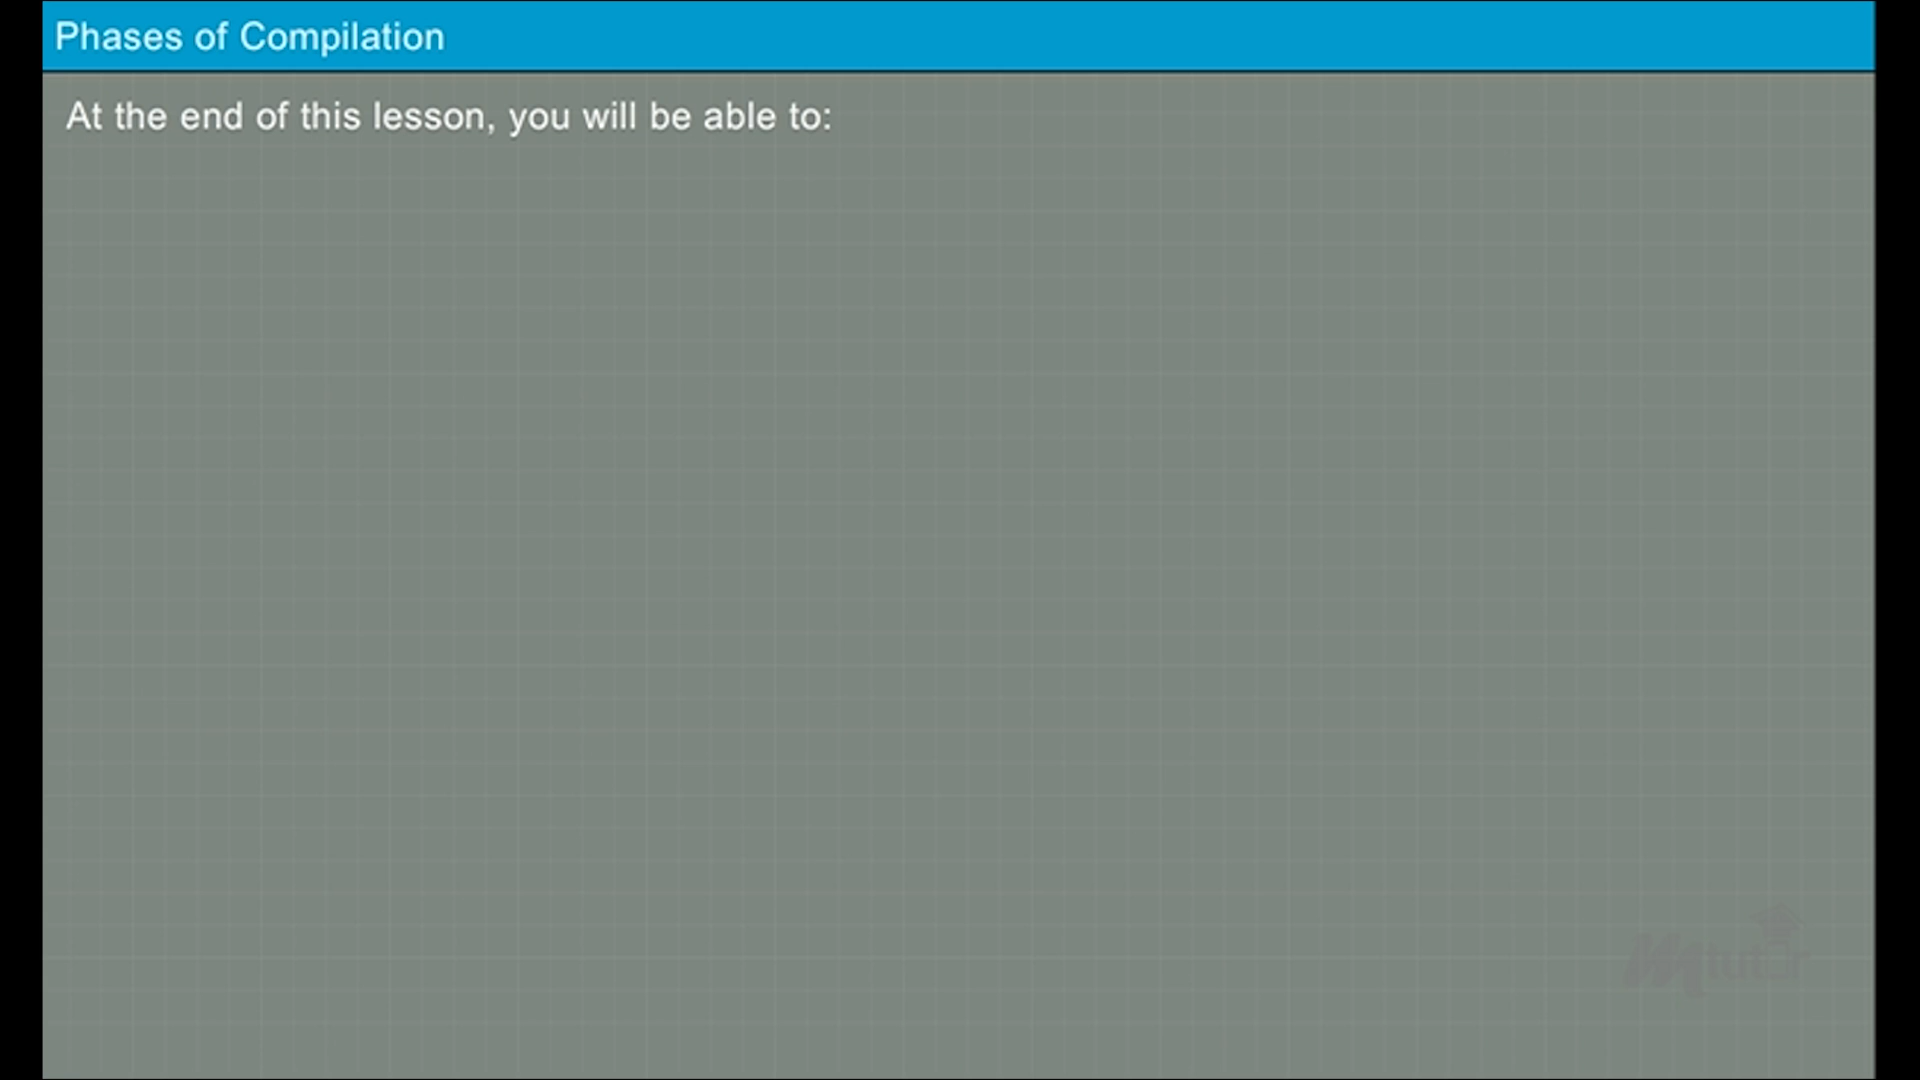 Phases of Compilation
At the end of this lesson, you will be able to: